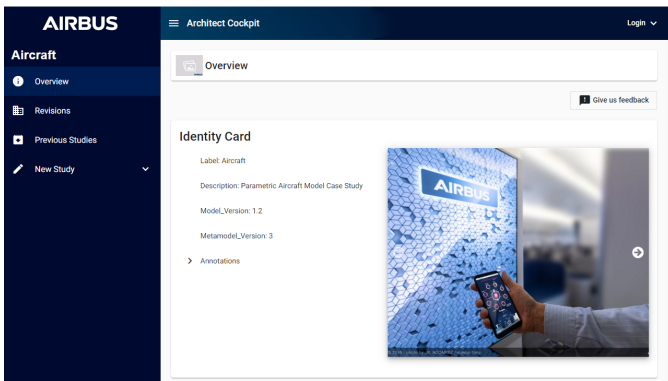 AIRBUS
Architect Cockpit
Login
Aircraft
Overview
Revisions
Previous Studies
New Study
Overview
Give us feedback
Identity Card
Label: Aircraft
Description: Parametric Aircraft Model Case Study
Model_Version: 1.2
Metamodel_Version: 3
Annotations
AIRBUS